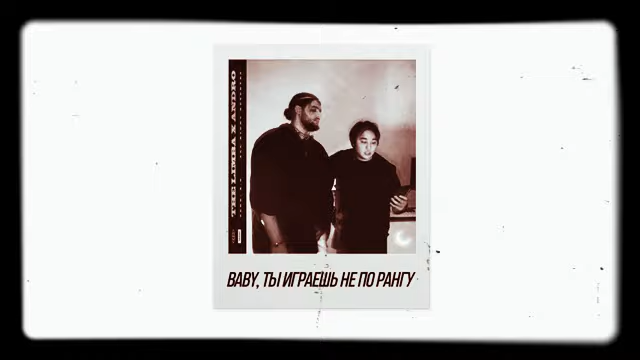 THE LIMBA X ANDRO
BABY, ТЫ ИГРАЕШЬ НЕ ПО РАНГУ